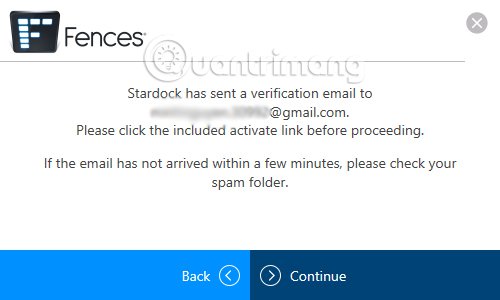 Fences®
Quantrimang
Stardock has sent a verification email to
@gmail.com.
Please click the included activate link before proceeding.
If the email has not arrived within a few minutes, please check your
spam folder.
Back
Continue